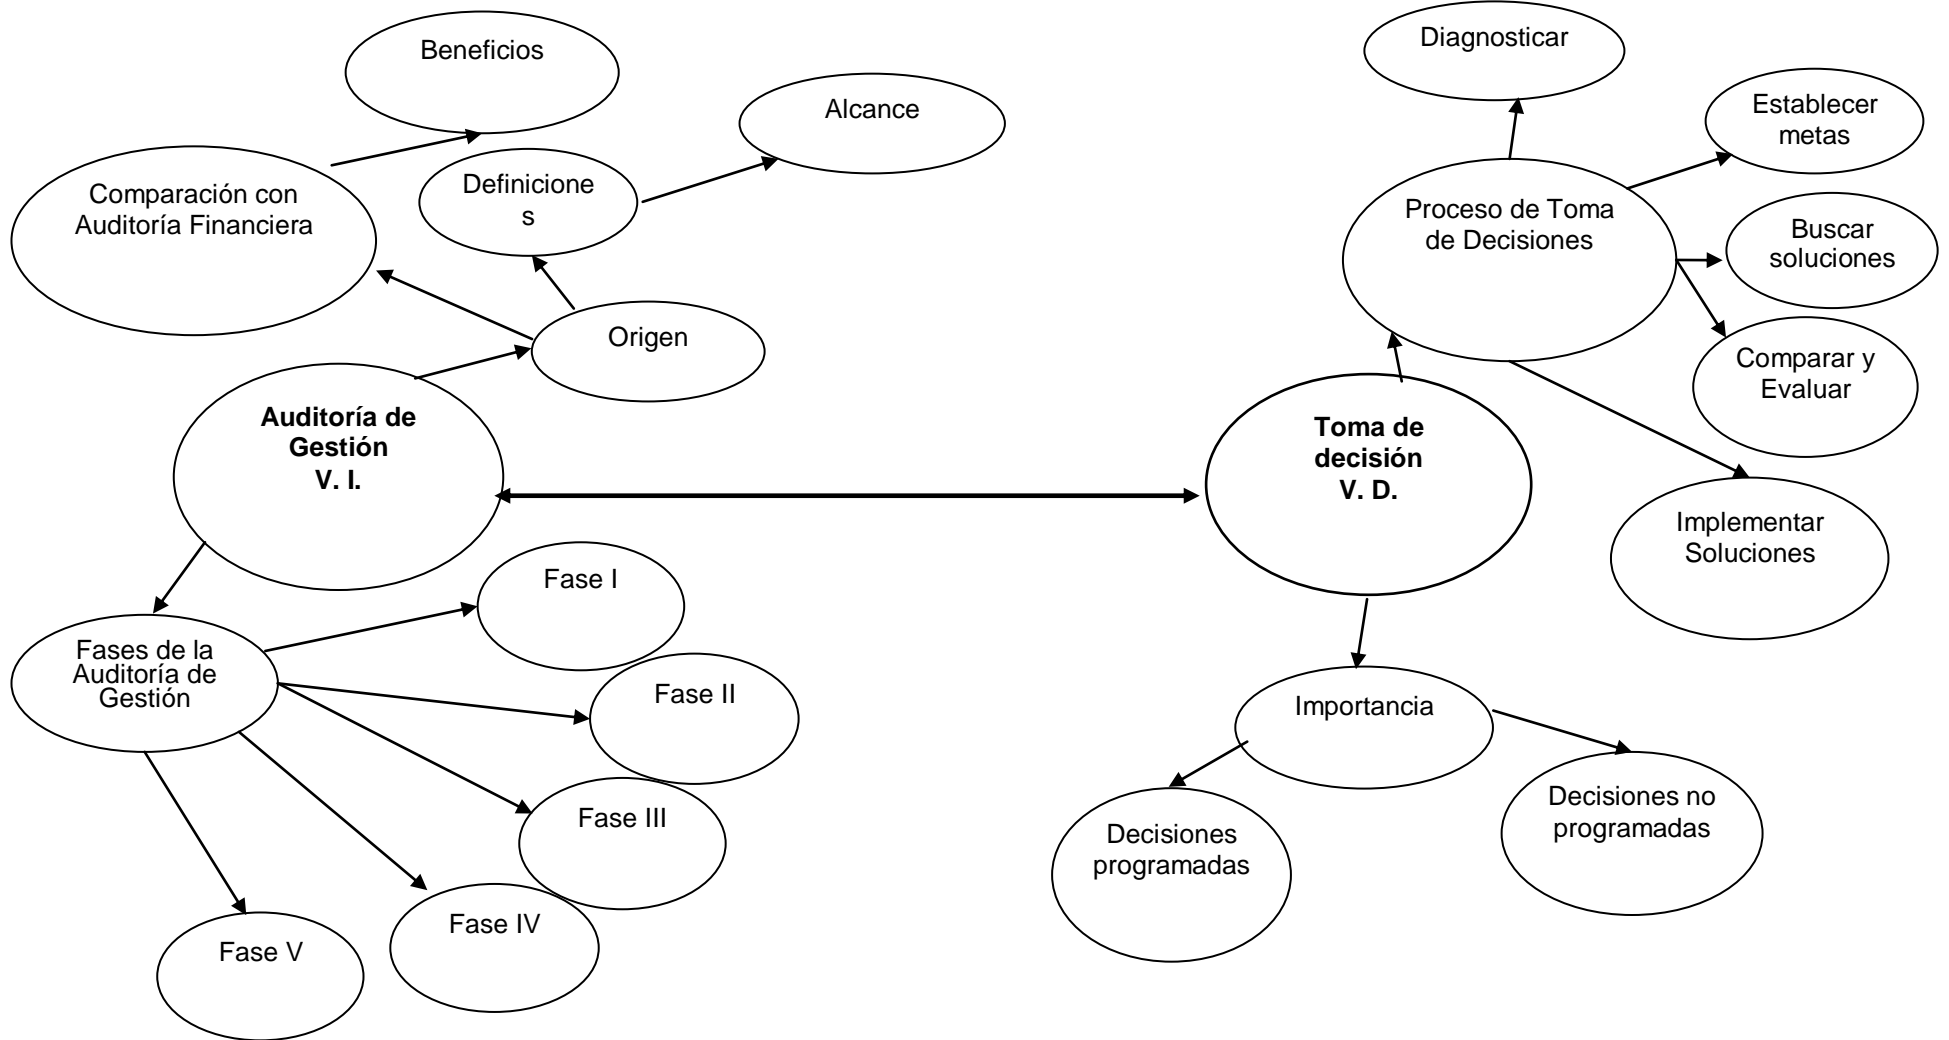 Beneficios
Alcance
Comparación con
Auditoría Financiera
Definicione
s
Origen
Auditoría de
Gestión
V. I.
Fases de la
Auditoría de
Gestión
Fase I
Fase II
Fase III
Fase IV
Fase V
Diagnosticar
Establecer
metas
Proceso de Toma
de Decisiones
Buscar
soluciones
Comparar y
Evaluar
Toma de
decisión
V. D.
Implementar
Soluciones
Importancia
Decisiones
programadas
Decisiones no
programadas